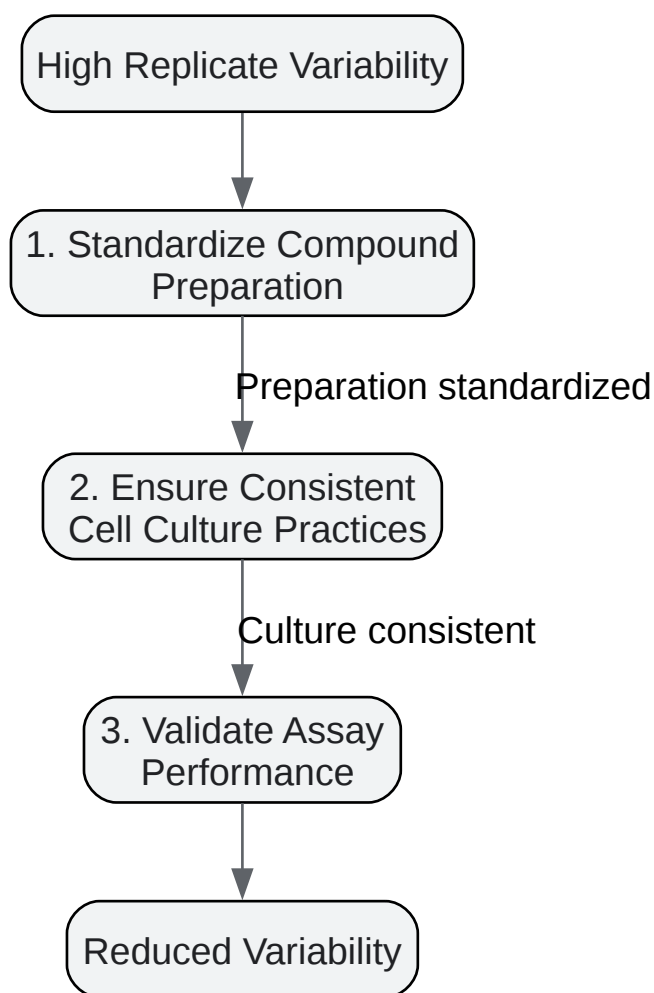 High Replicate Variability
1. Standardize Compound
Preparation
Preparation standardized
2. Ensure Consistent
Cell Culture Practices
Culture consistent
3. Validate Assay
Performance
Reduced Variability